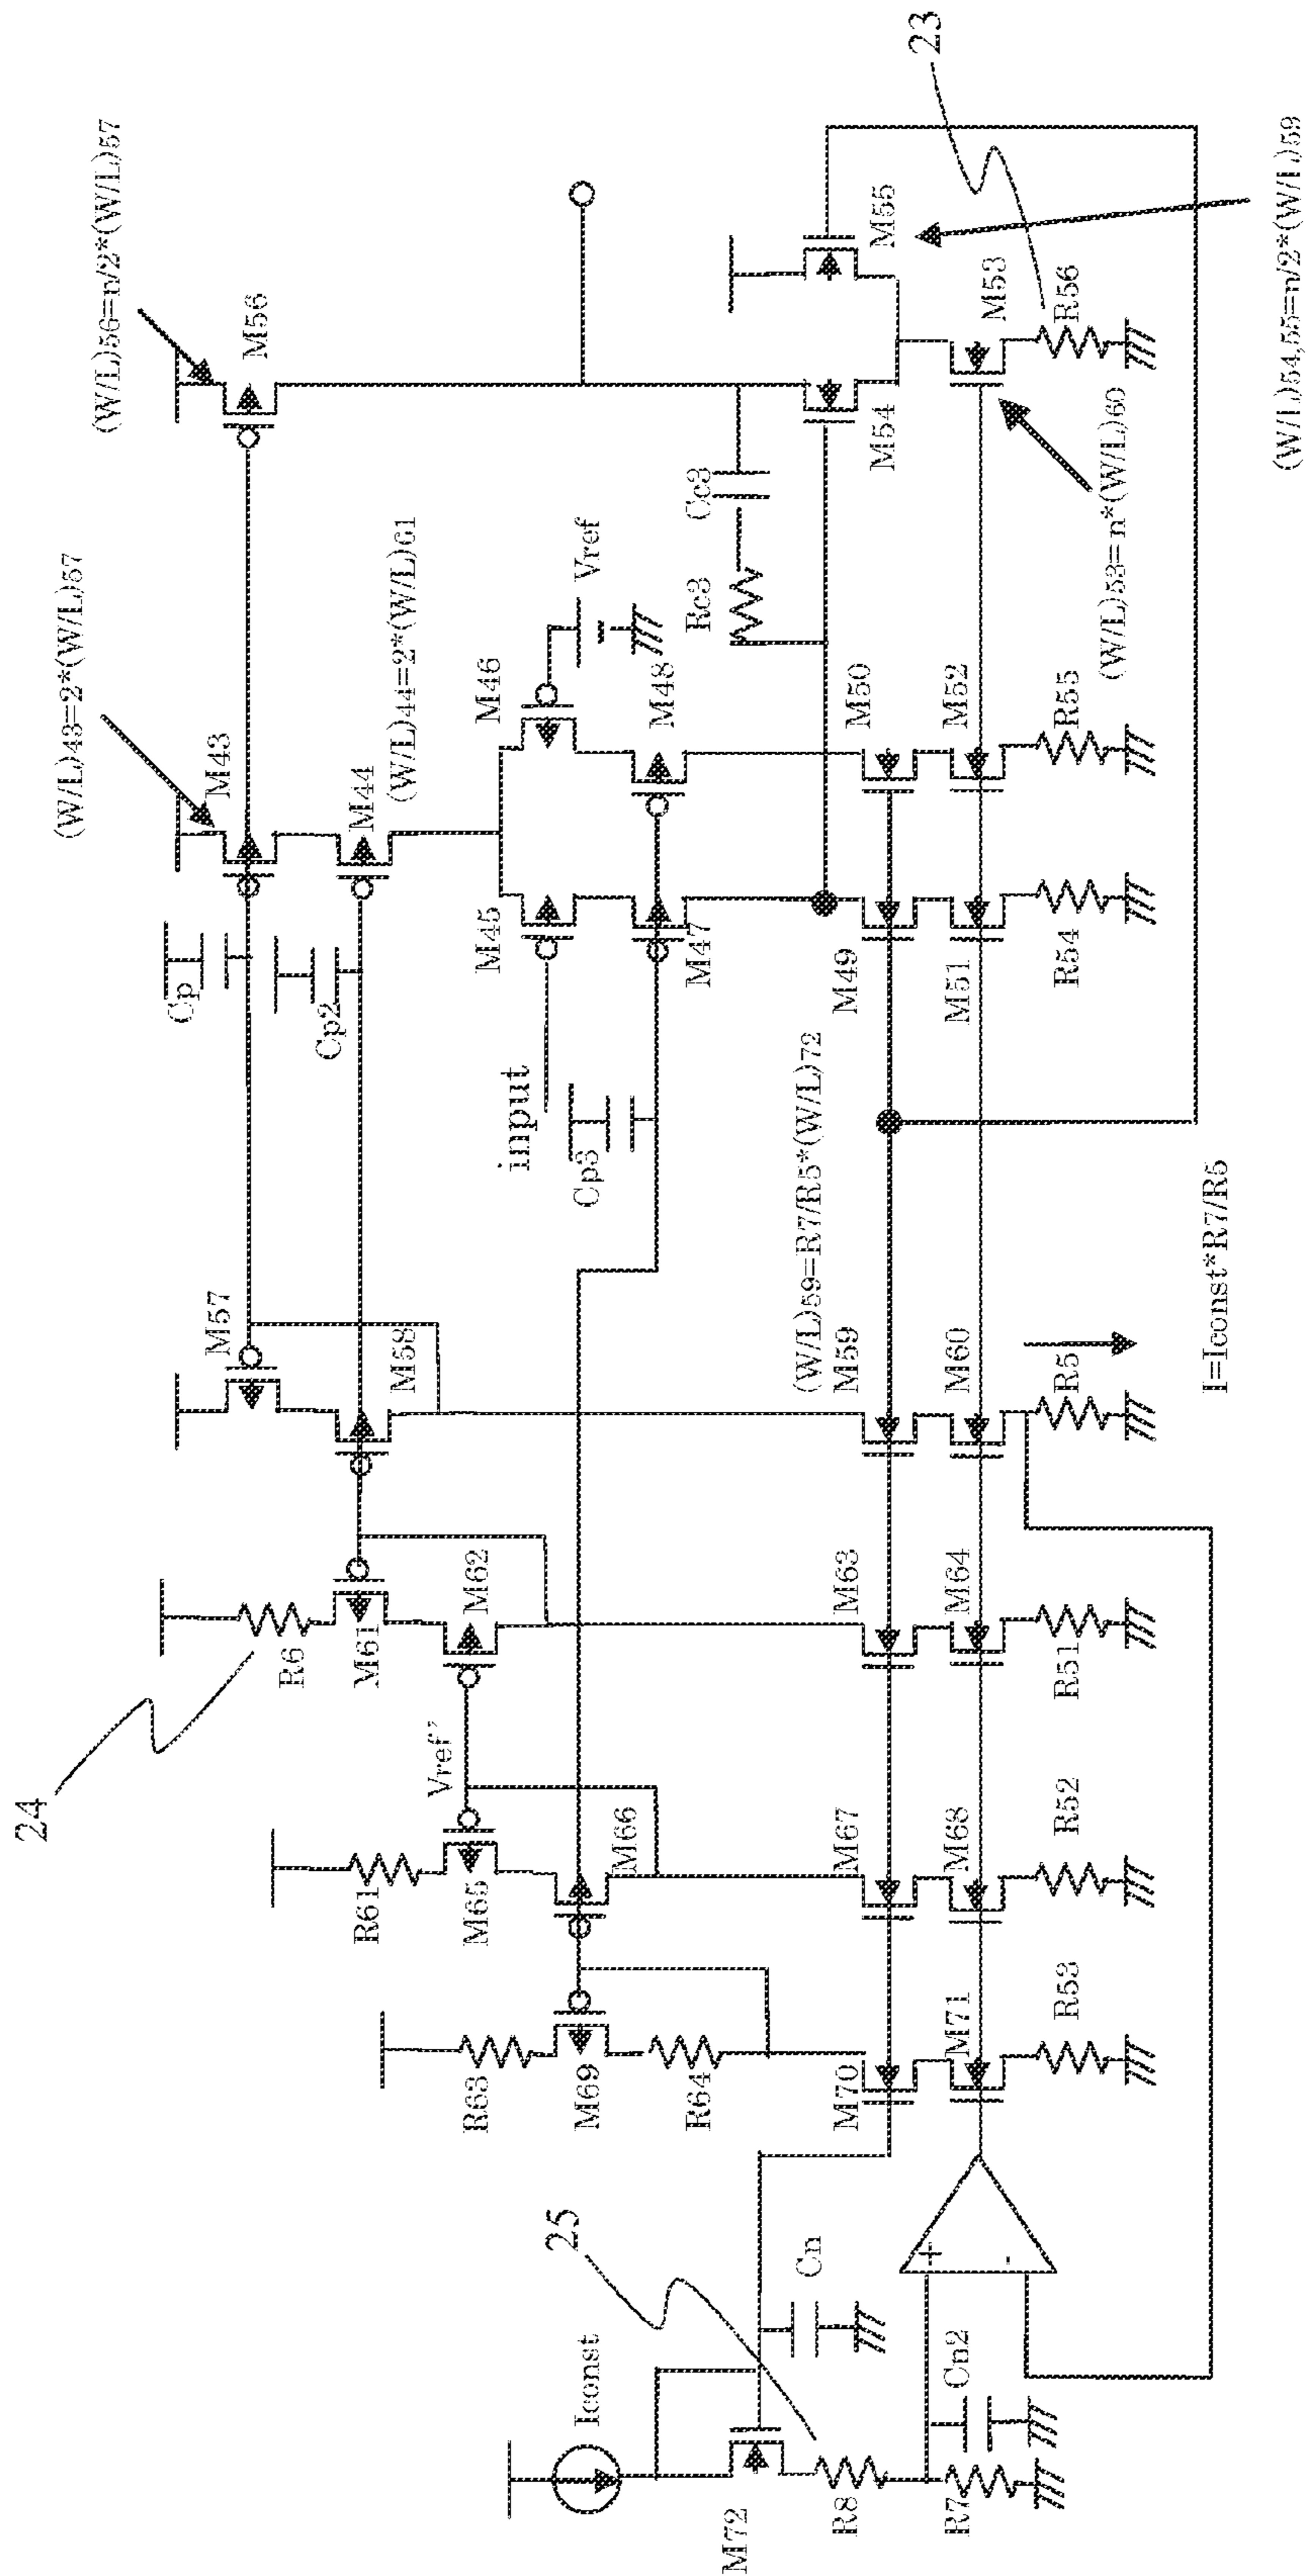 (W/L)56=n/2*(W/L)57
M56
23
(W/L)43=2*(W/L)57
M43
Cp
M44
(W/L)44=2*(W/L)61
Cp2
M45
M46
Vref
input
M47
M48
Cp3
Rc3
Cc3
M54
M55
M53
R56
(W/L)54,55=n/2*(W/L)59
(W/L)53=n*(W/L)60
M49
M50
M51
M52
R54
R55
M57
M58
(W/L)59=R7/R5*(W/L)72
M59
M60
R5
I=Iconst*R7/R5
24
R6
M61
M62
M63
M64
R51
Vref'
R61
M65
M66
M67
M68
R52
R63
M69
R64
M70
M71
R53
25
Iconst
Cn
M72
R8
R7
Cn2
+
-